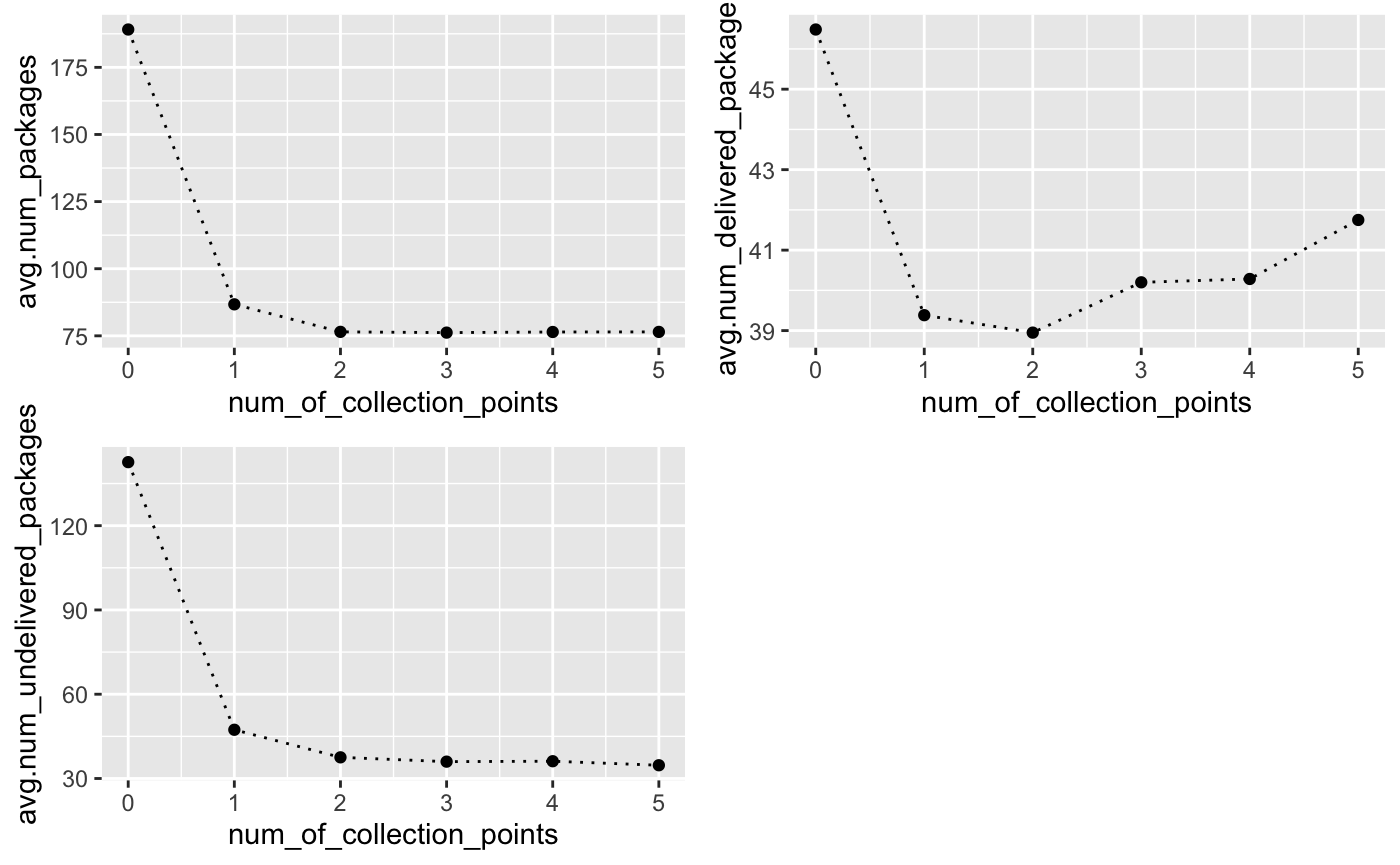 avg.num_packages
175
150
125
100
75
0 1 2 3 4 5
num_of_collection_points
avg.num_delivered_package
45
43
41
39
0 1 2 3 4 5
num_of_collection_points
avg.num_undelivered_packages
120
90
60
30
0 1 2 3 4 5
num_of_collection_points